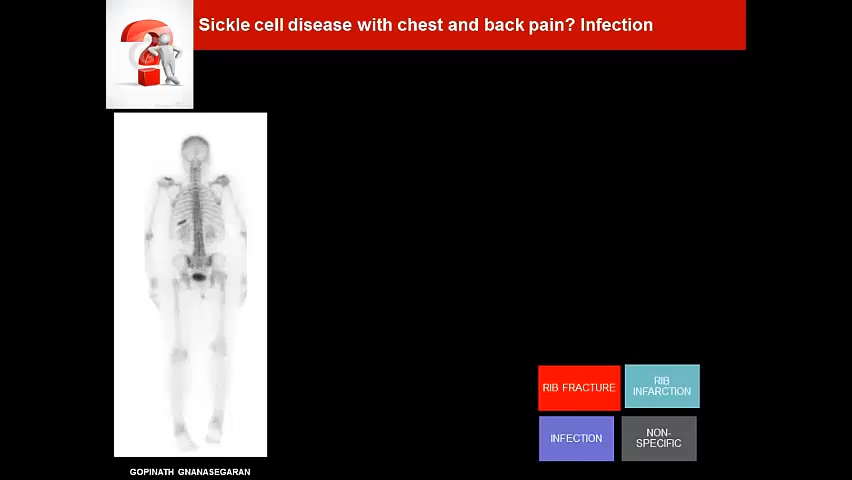 Sickle cell disease with chest and back pain? Infection
RIB FRACTURE
RIB
INFARCTION
INFECTION
NON-
SPECIFIC
GOPINATH GNANASEGARAN